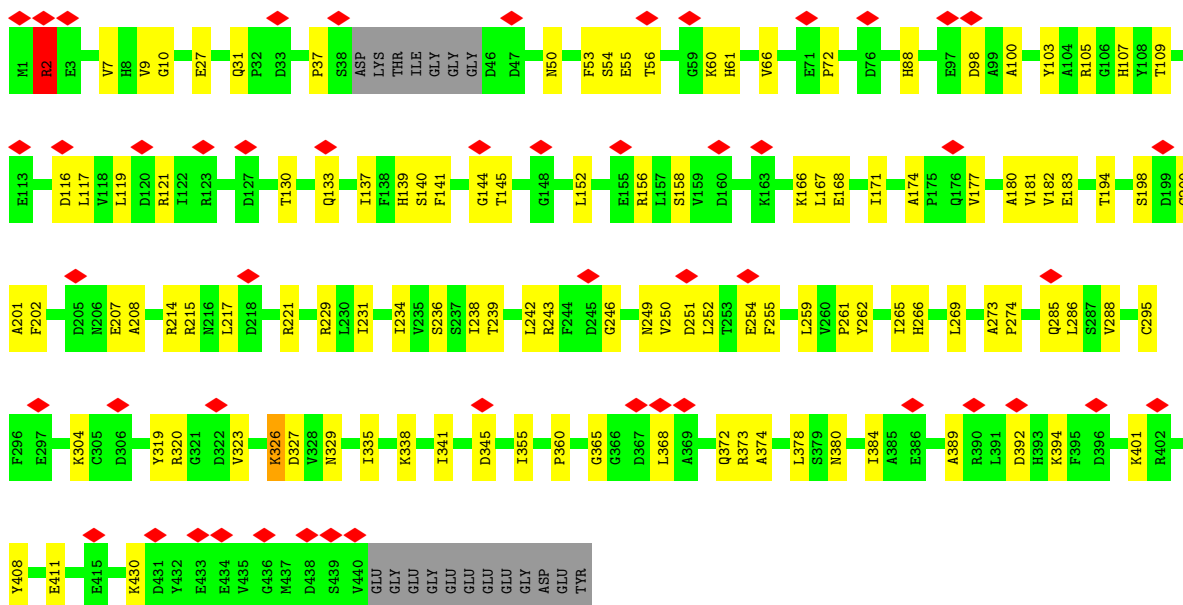 M1 R2 E3 V7 H8 V9 G10 E27 Q31 P32 D33 P37 S38 ASP LYS THR ILE GLY GLY GLY D46 D47 N50 F53 S54 E55 T56 G59 K60 H61 V66 E71 P72 D76 H88 E97 D98 A99 A100 Y103 A104 R105 G106 H107 Y108 T109
E113 D116 L117 V118 L119 D120 R121 I122 R123 D127 T130 Q133 I137 F138 H139 S140 F141 G144 T145 G148 L152 E155 R156 L157 S158 V159 D160 K163 K166 L167 E168 I171 A174 P175 Q176 V177 A180 V181 V182 E183 T194 S198 D199
A201 F202 D205 N206 E207 A208 R214 R215 N216 L217 D218 R221 R229 L230 I231 I234 V235 S236 S237 I238 T239 L242 R243 F244 D245 G246 N249 V250 D251 L252 T253 E254 F255 L259 V260 P261 Y262 I265 H266 L269 A273 P274 Q285 L286 S287 V288 C295
F296 E297 K304 C305 D306 Y319 R320 G321 D322 V323 K326 D327 V328 N329 I335 K338 I341 D345 I355 P360 G365 G366 D367 L368 A369 Q372 R373 A374 L378 S379 N380 I384 A385 E386 A389 R390 L391 D392 H393 K394 F395 D396 K401 R402
Y408 E411 E415 K430 D431 Y432 E433 E434 V435 G436 M437 D438 S439 V440 GLU GLY GLU GLY GLU GLU GLU GLU GLY ASP GLU TYR